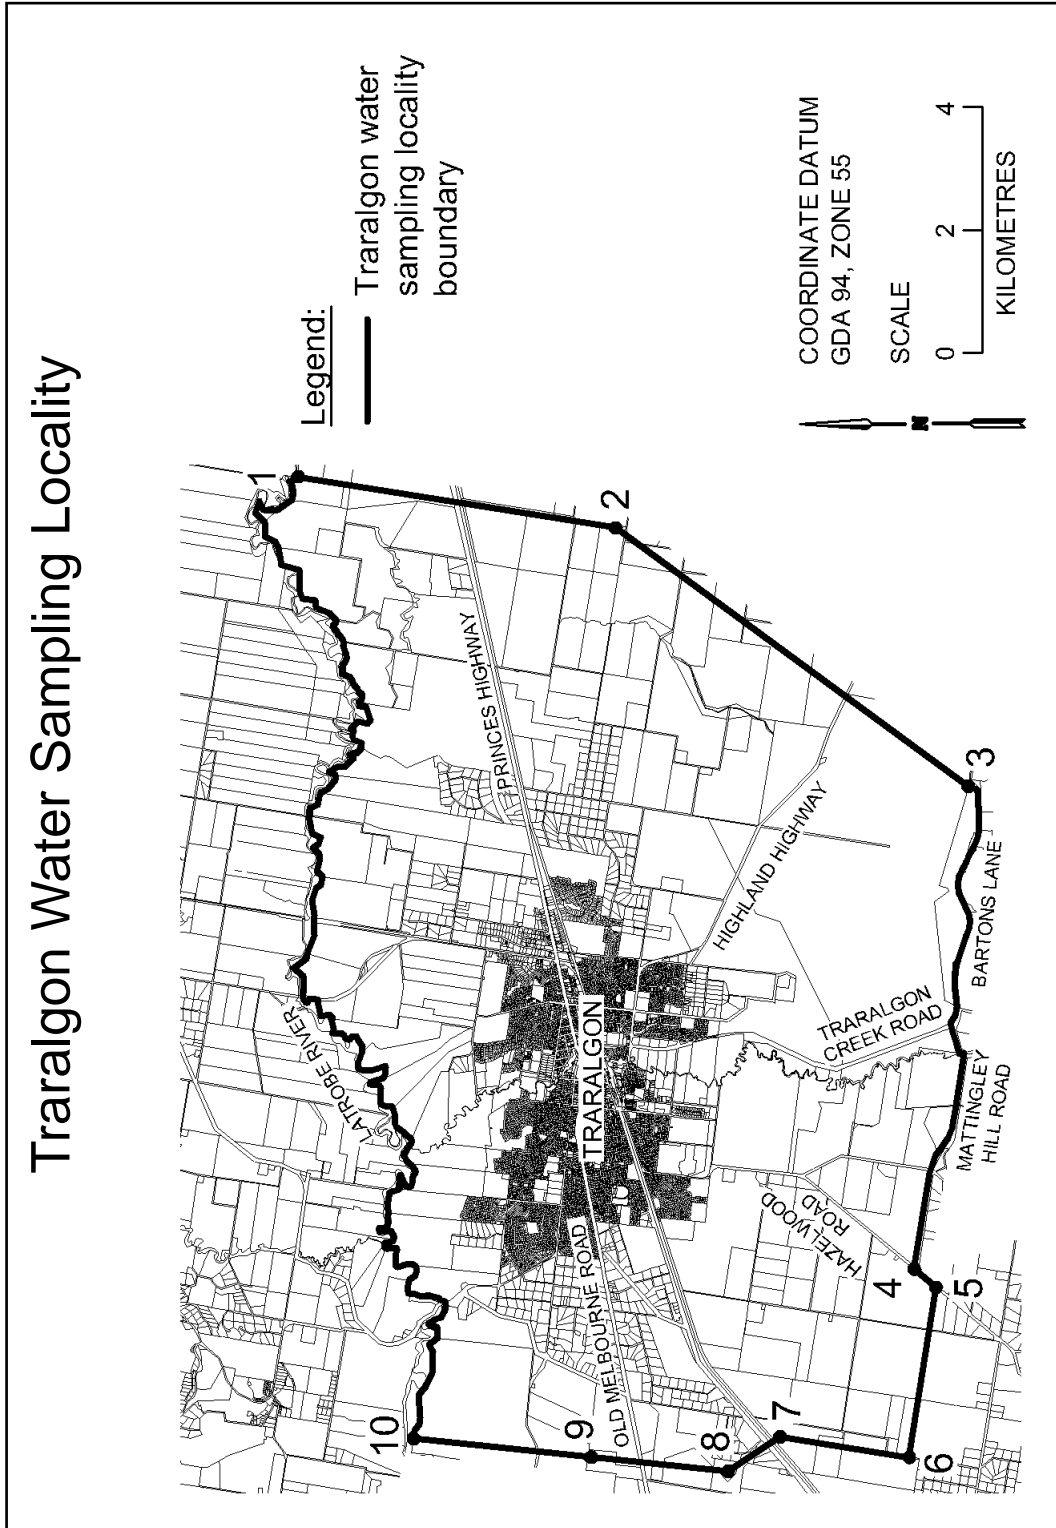 Traralgon Water Sampling Locality
Legend:
Traralgon water
sampling locality
boundary
1
LATROBE RIVER
10
PRINCES HIGHWAY
2
TRARALGON
9
OLD MELBOURNE ROAD
8
7
HIGHLAND HIGHWAY
HAZELWOOD
ROAD
TRARALGON
CREEK ROAD
4
5
6
MATTINGLEY
HILL ROAD
BARTONS LANE
3
COORDINATE DATUM
GDA 94, ZONE 55
SCALE
0 2 4
KILOMETRES
N